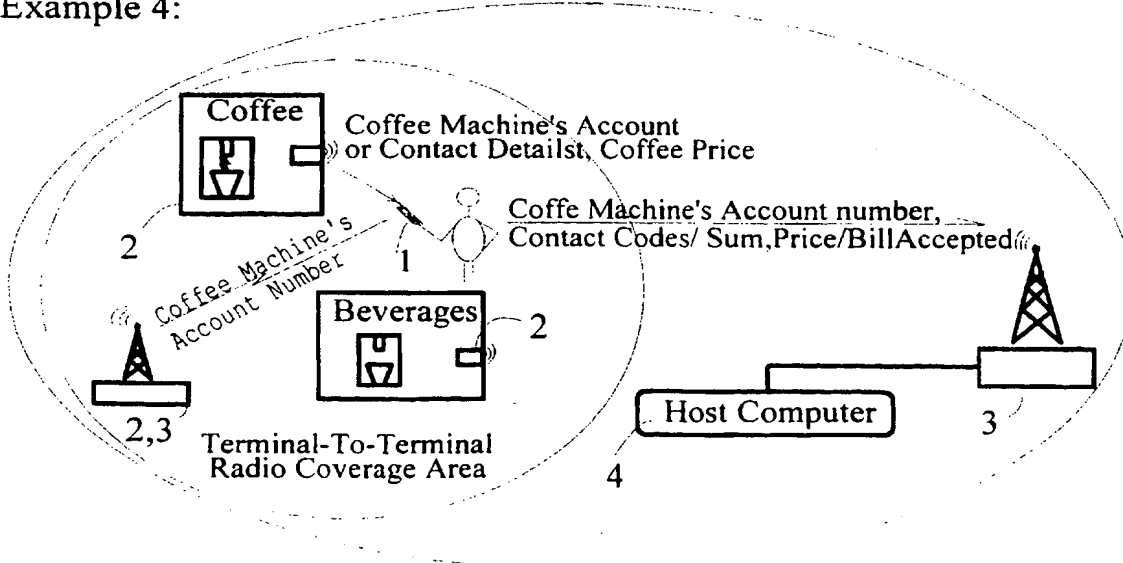 Example 4:
Coffee
Coffee Machine's Account
or Contact Detailst, Coffee Price
Coffe Machine's Account number,
Contact Codes/ Sum,Price/BillAccepted
2
1
Coffee Machine's
Account Number
Beverages
2
2,3
Terminal-To-Terminal
Radio Coverage Area
Host Computer
3
4